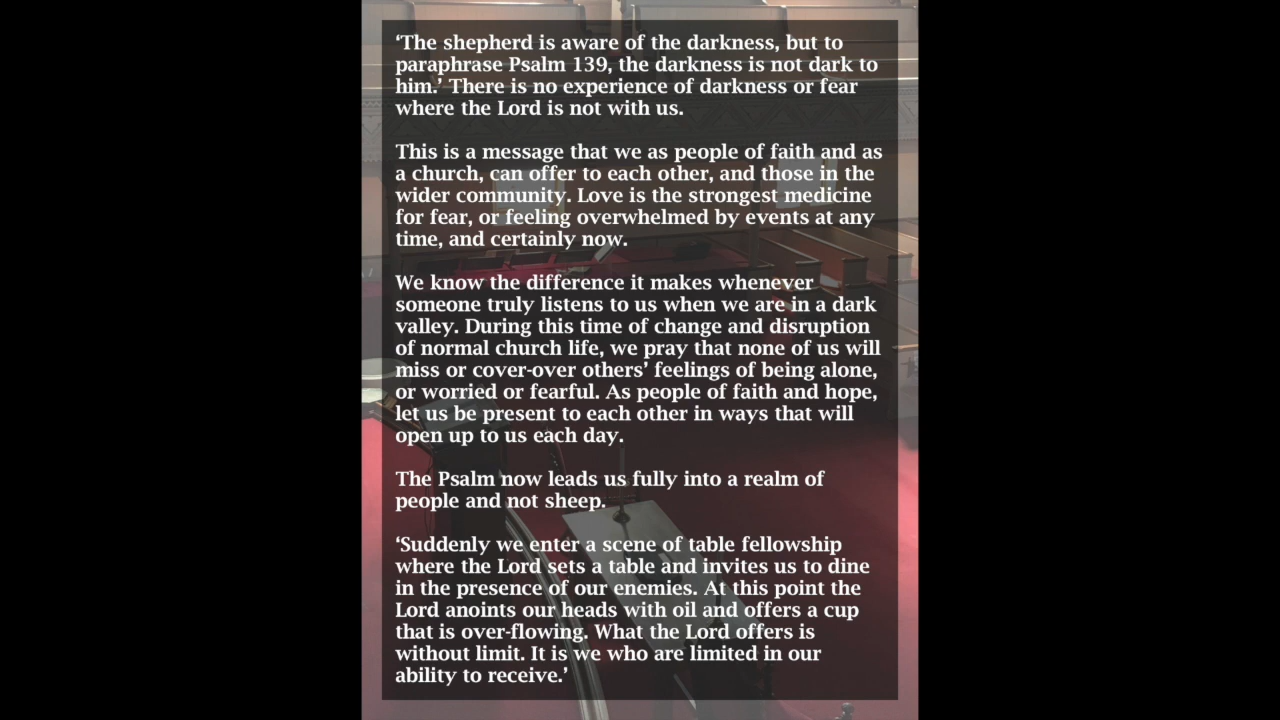 ‘The shepherd is aware of the darkness, but to
paraphrase Psalm 139, the darkness is not dark to
him.’ There is no experience of darkness or fear
where the Lord is not with us.
This is a message that we as people of faith and as
a church, can offer to each other, and those in the
wider community. Love is the strongest medicine
for fear, or feeling overwhelmed by events at any
time, and certainly now.
We know the difference it makes whenever
someone truly listens to us when we are in a dark
valley. During this time of change and disruption
of normal church life, we pray that none of us will
miss or cover-over others’ feelings of being alone,
or worried or fearful. As people of faith and hope,
let us be present to each other in ways that will
open up to us each day.
The Psalm now leads us fully into a realm of
people and not sheep.
‘Suddenly we enter a scene of table fellowship
where the Lord sets a table and invites us to dine
in the presence of our enemies. At this point the
Lord anoints our heads with oil and offers a cup
that is over-flowing. What the Lord offers is
without limit. It is we who are limited in our
ability to receive.’